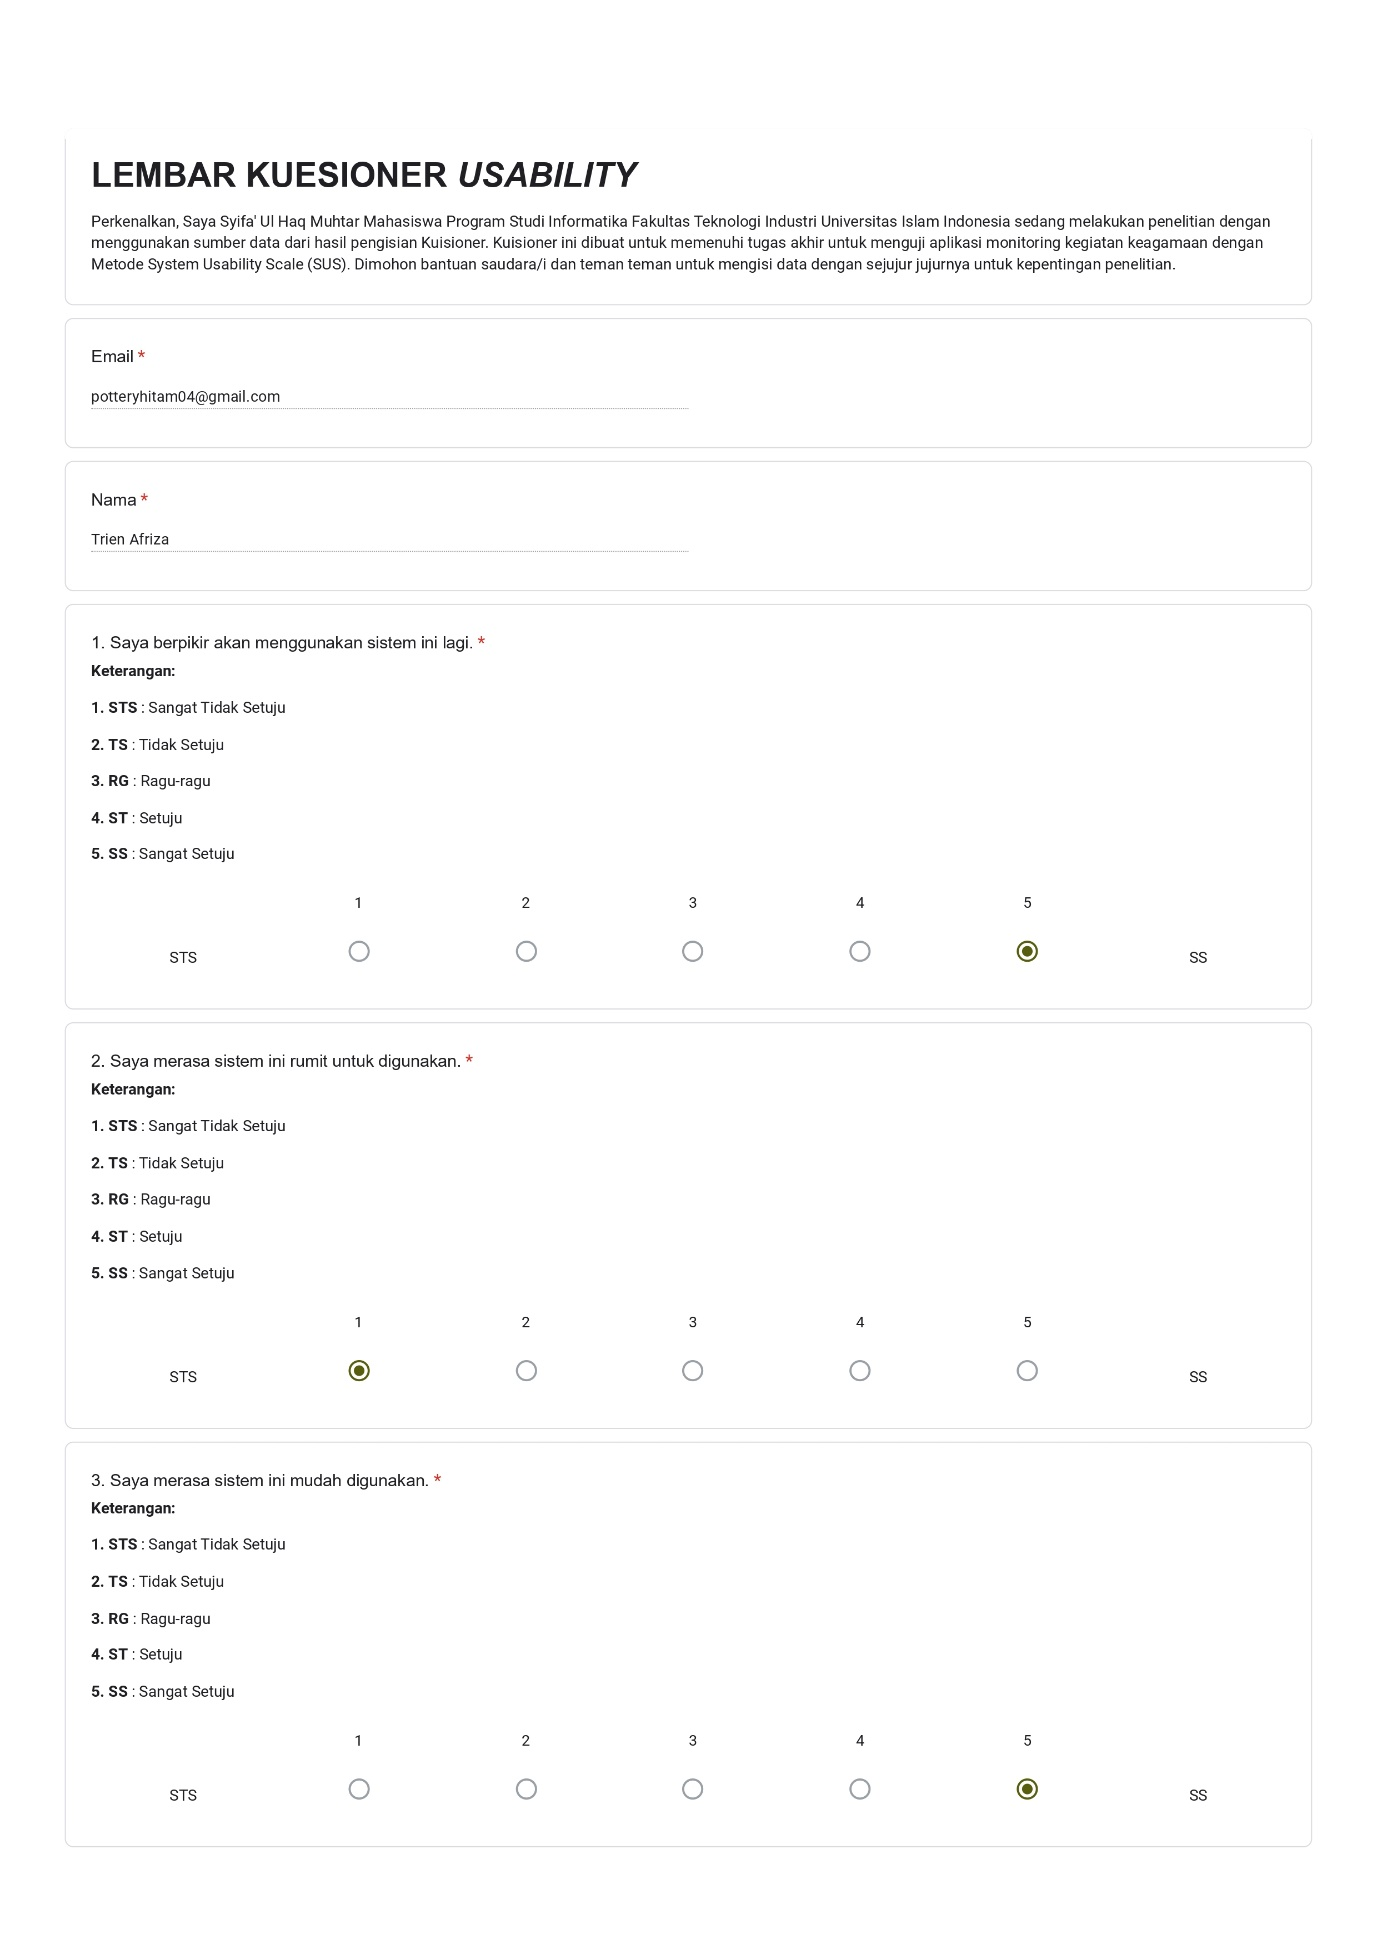 LEMBAR KUESIONER USABILITY
Perkenalkan, Saya Syifa' Ul Haq Muhtar Mahasiswa Program Studi Informatika Fakultas Teknologi Industri Universitas Islam Indonesia sedang melakukan penelitian dengan
menggunakan sumber data dari hasil pengisian Kuisioner. Kuisioner ini dibuat untuk memenuhi tugas akhir untuk menguji aplikasi monitoring kegiatan keagamaan dengan
Metode System Usability Scale (SUS). Dimohon bantuan saudara/i dan teman teman untuk mengisi data dengan sejujur jujurnya untuk kepentingan penelitian.
Email *
potteryhitam04@gmail.com
Nama *
Trien Afriza
1. Saya berpikir akan menggunakan sistem ini lagi. *
Keterangan:
1. STS : Sangat Tidak Setuju
2. TS : Tidak Setuju
3. RG : Ragu-ragu
4. ST : Setuju
5. SS : Sangat Setuju
1 2 3 4 5
STS SS
2. Saya merasa sistem ini rumit untuk digunakan. *
Keterangan:
1. STS : Sangat Tidak Setuju
2. TS : Tidak Setuju
3. RG : Ragu-ragu
4. ST : Setuju
5. SS : Sangat Setuju
1 2 3 4 5
STS SS
3. Saya merasa sistem ini mudah digunakan. *
Keterangan:
1. STS : Sangat Tidak Setuju
2. TS : Tidak Setuju
3. RG : Ragu-ragu
4. ST : Setuju
5. SS : Sangat Setuju
1 2 3 4 5
STS SS